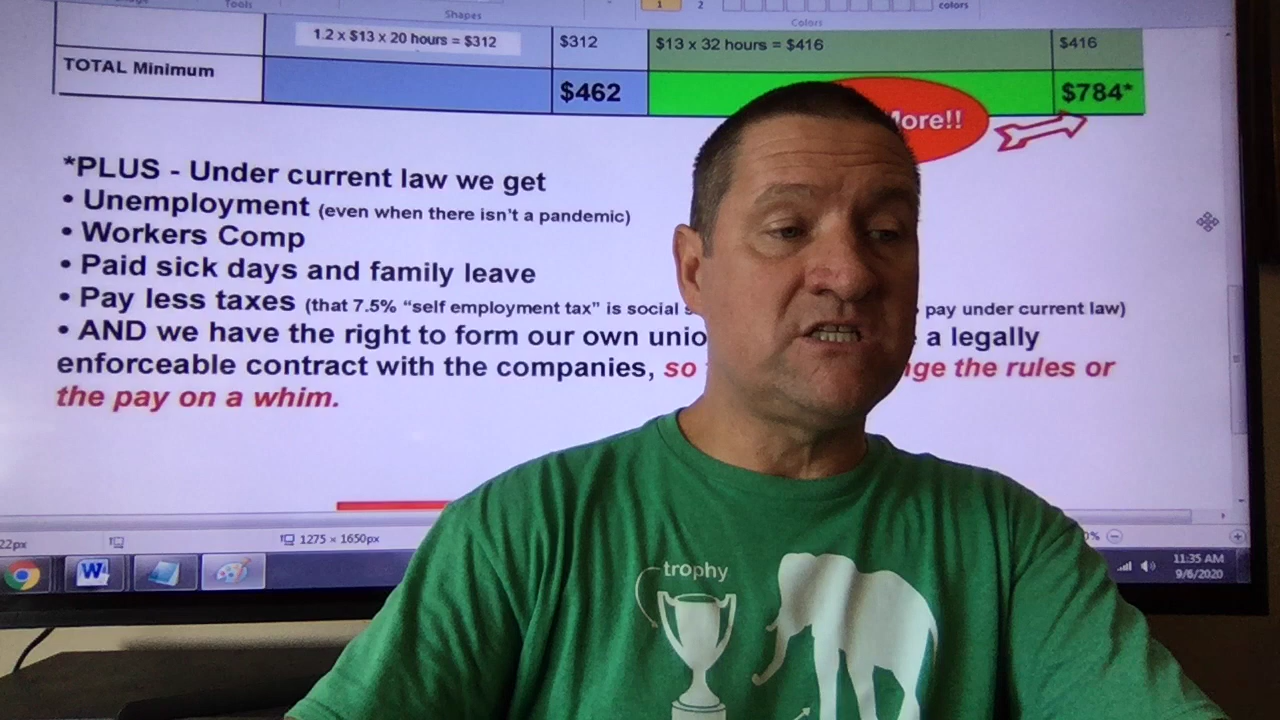 Tools
Shapes
1
2
Colors
colors
1.2 x $13 x 20 hours = $312
$312
$13 x 32 hours = $416
$416
TOTAL Minimum
$462
$784*
More!!
*PLUS - Under current law we get
• Unemployment (even when there isn't a pandemic)
• Workers Comp
• Paid sick days and family leave
• Pay less taxes (that 7.5% "self employment tax" is social pay under current law)
• AND we have the right to form our own a legally
enforceable contract with the companies, so the rules or
the pay on a whim.
22px
1275 × 1650px
11:35 AM
9/6/2020
W
trophy